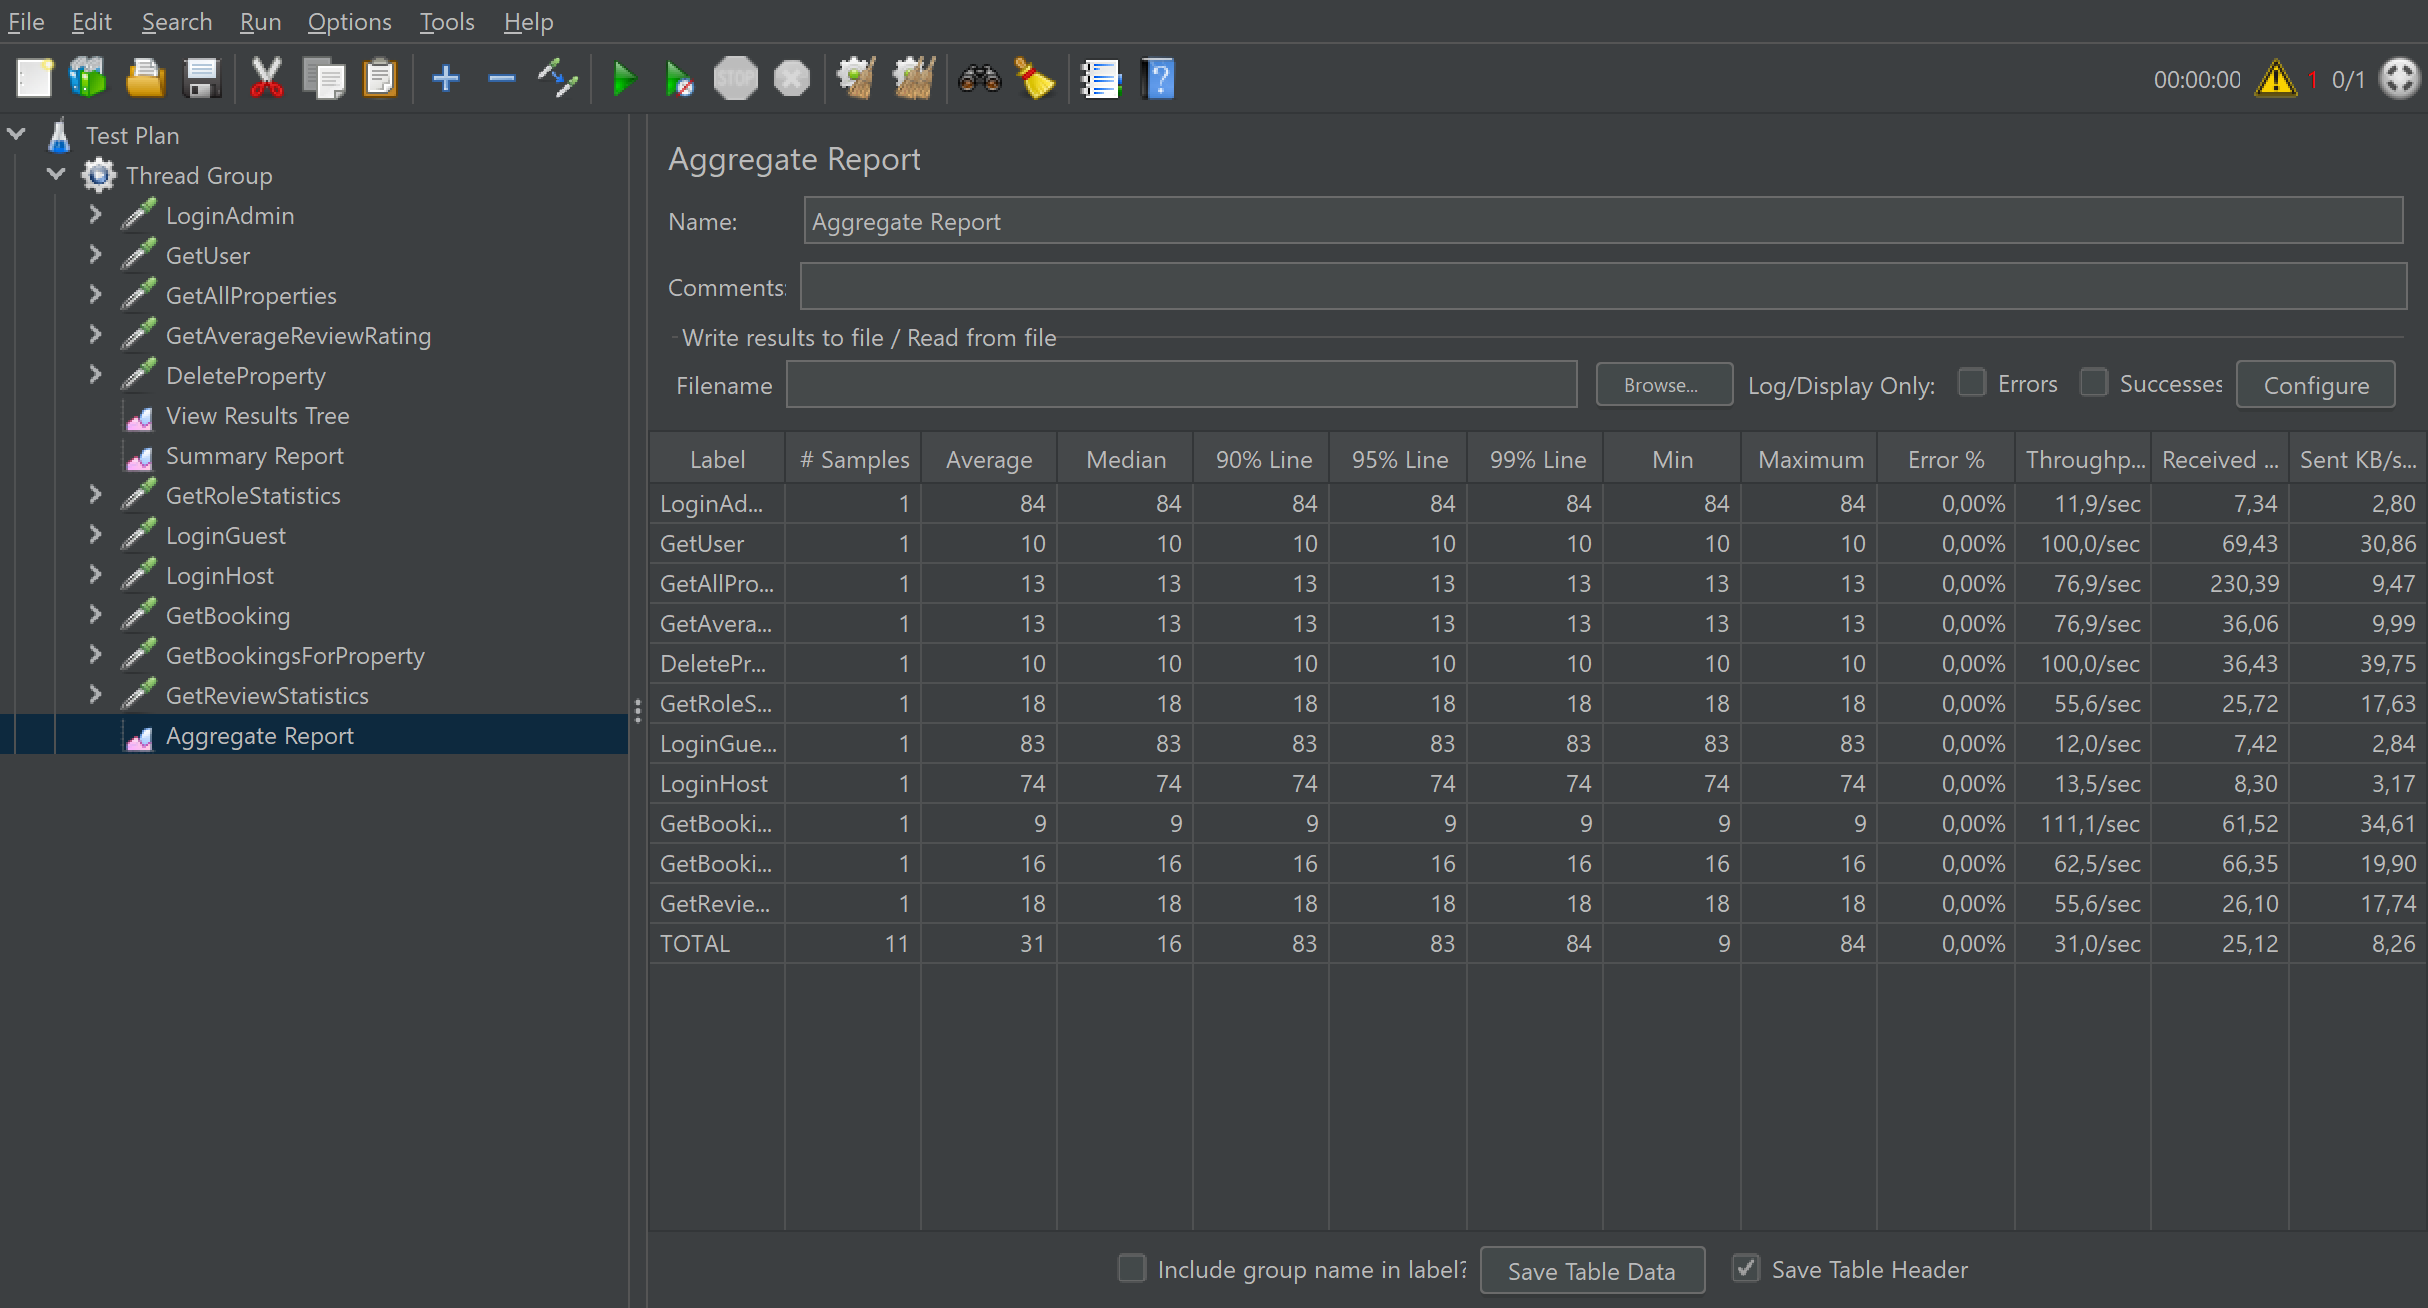 File Edit Search Run Options Tools Help
STOP 00:00:00 1 0/1
Test Plan
Thread Group
LoginAdmin
GetUser
GetAllProperties
GetAverageReviewRating
DeleteProperty
View Results Tree
Summary Report
GetRoleStatistics
LoginGuest
LoginHost
GetBooking
GetBookingsForProperty
GetReviewStatistics
Aggregate Report
Aggregate Report
Name: Aggregate Report
Comments:
Write results to file / Read from file
Filename Browse... Log/Display Only: Errors Successes Configure
Label # Samples Average Median 90% Line 95% Line 99% Line Min Maximum Error % Throughp... Received ... Sent KB/s...
LoginAd... 1 84 84 84 84 84 84 84 0,00% 11,9/sec 7,34 2,80
GetUser 1 10 10 10 10 10 10 10 0,00% 100,0/sec 69,43 30,86
GetAllPro... 1 13 13 13 13 13 13 13 0,00% 76,9/sec 230,39 9,47
GetAvera... 1 13 13 13 13 13 13 13 0,00% 76,9/sec 36,06 9,99
DeletePr... 1 10 10 10 10 10 10 10 0,00% 100,0/sec 36,43 39,75
GetRoleS... 1 18 18 18 18 18 18 18 0,00% 55,6/sec 25,72 17,63
LoginGue... 1 83 83 83 83 83 83 83 0,00% 12,0/sec 7,42 2,84
LoginHost 1 74 74 74 74 74 74 74 0,00% 13,5/sec 8,30 3,17
GetBooki... 1 9 9 9 9 9 9 9 0,00% 111,1/sec 61,52 34,61
GetBooki... 1 16 16 16 16 16 16 16 0,00% 62,5/sec 66,35 19,90
GetRevie... 1 18 18 18 18 18 18 18 0,00% 55,6/sec 26,10 17,74
TOTAL 11 31 16 83 83 84 9 84 0,00% 31,0/sec 25,12 8,26
Include group name in label? Save Table Data Save Table Header